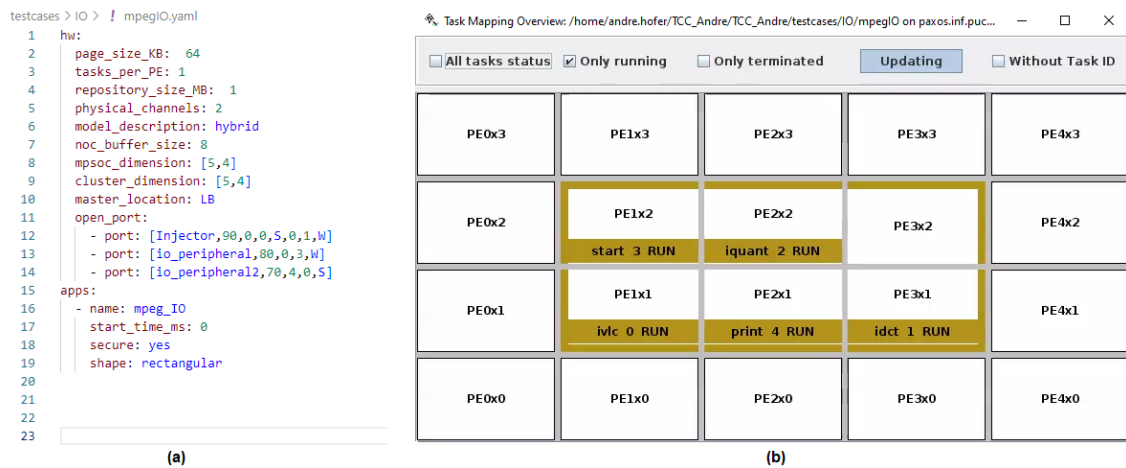 testcases > IO > ! mpegIO.yaml
1 hw:
2 page_size_KB: 64
3 tasks_per_PE: 1
4 repository_size_MB: 1
5 physical_channels: 2
6 model_description: hybrid
7 noc_buffer_size: 8
8 mpsoc_dimension: [5,4]
9 cluster_dimension: [5,4]
10 master_location: LB
11 open_port:
12 - port: [Injector,90,0,0,S,0,1,W]
13 - port: [io_peripheral,80,0,3,W]
14 - port: [io_peripheral2,70,4,0,S]
15 apps:
16 - name: mpeg_IO
17 start_time_ms: 0
18 secure: yes
19 shape: rectangular
20
21
22
23
(a)
Task Mapping Overview: /home/andre.hofer/TCC_Andre/TCC_Andre/testcases/IO/mpegIO on paxos.inf.puc...
All tasks status Only running Only terminated Updating Without Task ID
PE0x3 PE1x3 PE2x3 PE3x3 PE4x3
PE0x2 PE1x2 PE2x2 PE3x2 PE4x2
start 3 RUN iquant 2 RUN
PE0x1 PE1x1 PE2x1 PE3x1 PE4x1
ivlc 0 RUN print 4 RUN idct 1 RUN
PE0x0 PE1x0 PE2x0 PE3x0 PE4x0
(b)